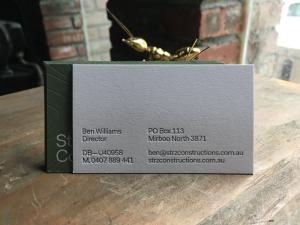 Ben Williams
Director
DB—U40958
M. 0407 889 441
PO Box 113
Mirboo North 3871
ben@strzconstructions.com.au
strzconstructions.com.au